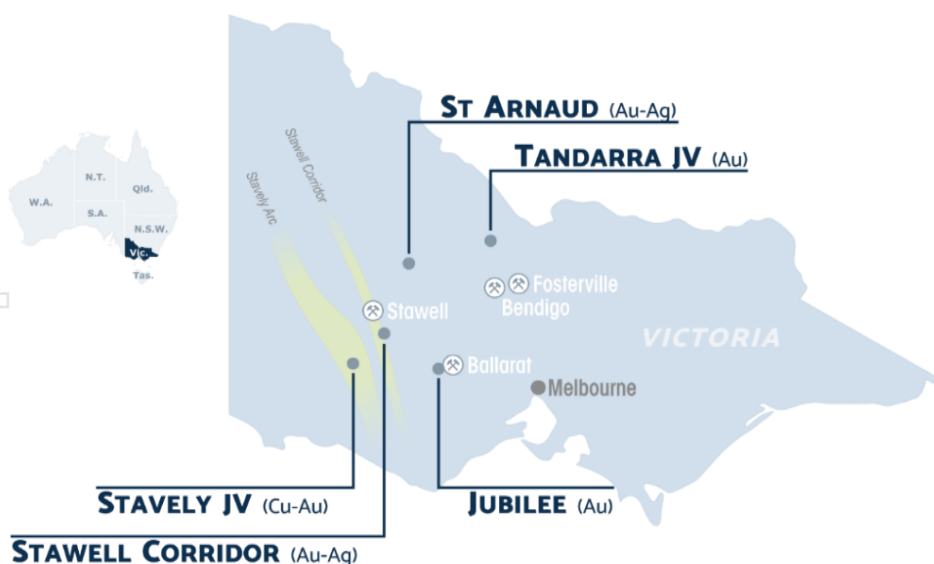 ST ARNAUD (Au-Ag)
TANDARRA JV (Au)
Stawell Corridor
Stavely Arc
N.T.
Qld.
W.A.
S.A.
N.S.W.
Vic.
Tas.
Fosterville
Bendigo
Stawell
VICTORIA
Ballarat
Melbourne
STAVELY JV (Cu-Au)
JUBILEE (Au)
STAWELL CORRIDOR (Au-Ag)